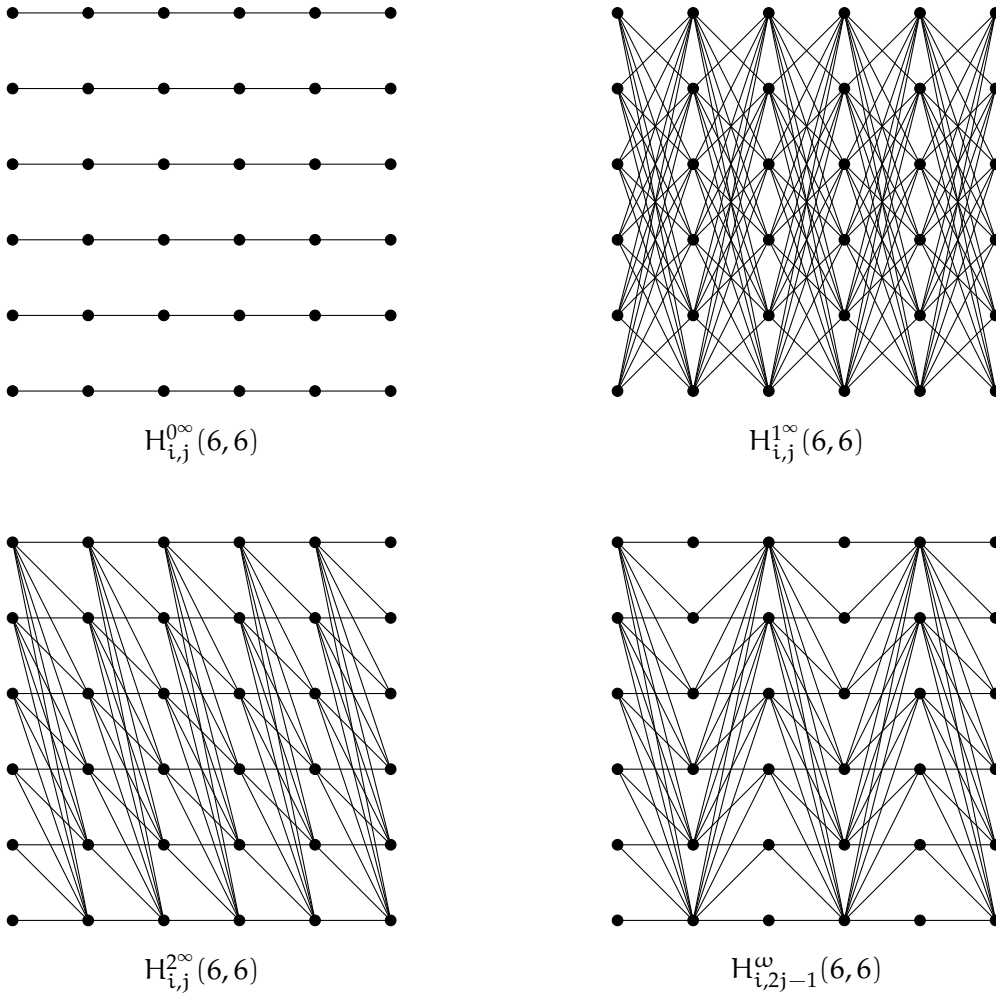 H^{0^∞}_{i,j}(6, 6)
H^{1^∞}_{i,j}(6, 6)
H^{2^∞}_{i,j}(6, 6)
H^{ω}_{i,2j−1}(6, 6)